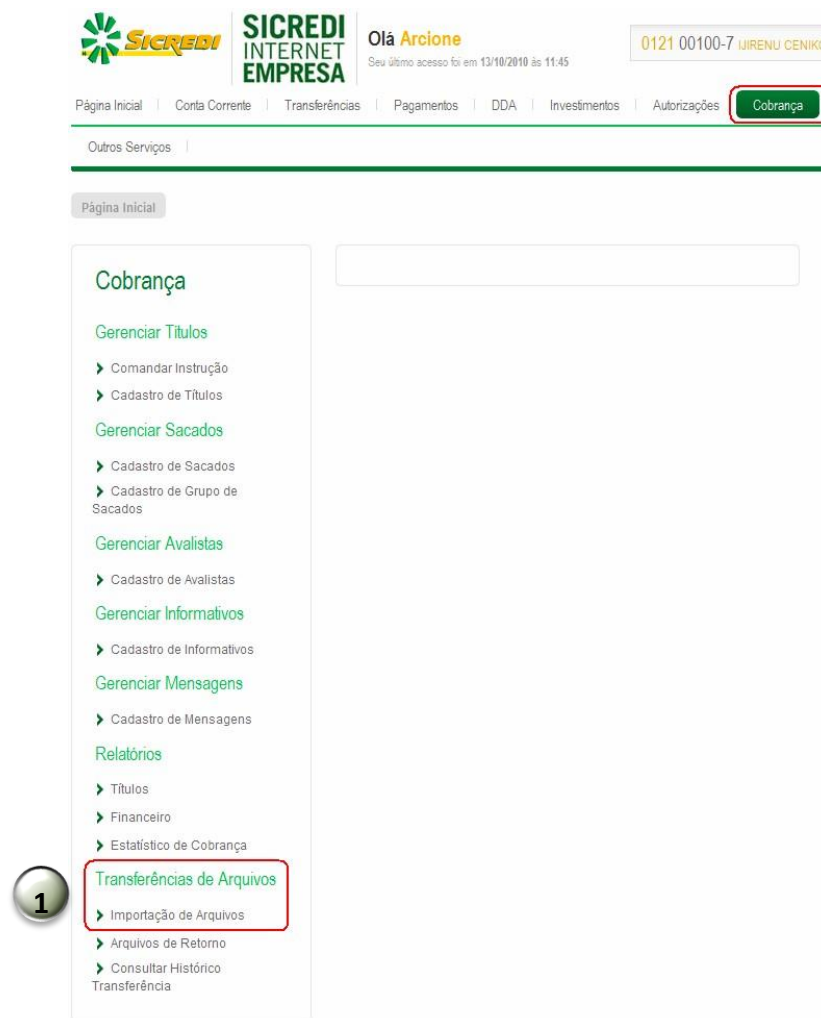 SICREDI
SICREDI
INTERNET
EMPRESA
Olá Arcione
Seu último acesso foi em 13/10/2010 às 11:45
0121 00100-7 IJIRENU CENIK
Página Inicial
Conta Corrente
Transferências
Pagamentos
DDA
Investimentos
Autorizações
Cobrança
Outros Serviços
Página Inicial
Cobrança
Gerenciar Títulos
Comandar Instrução
Cadastro de Títulos
Gerenciar Sacados
Cadastro de Sacados
Cadastro de Grupo de
Sacados
Gerenciar Avalistas
Cadastro de Avalistas
Gerenciar Informativos
Cadastro de Informativos
Gerenciar Mensagens
Cadastro de Mensagens
Relatórios
Títulos
Financeiro
Estatístico de Cobrança
Transferências de Arquivos
1
Importação de Arquivos
Arquivos de Retorno
Consultar Histórico
Transferência